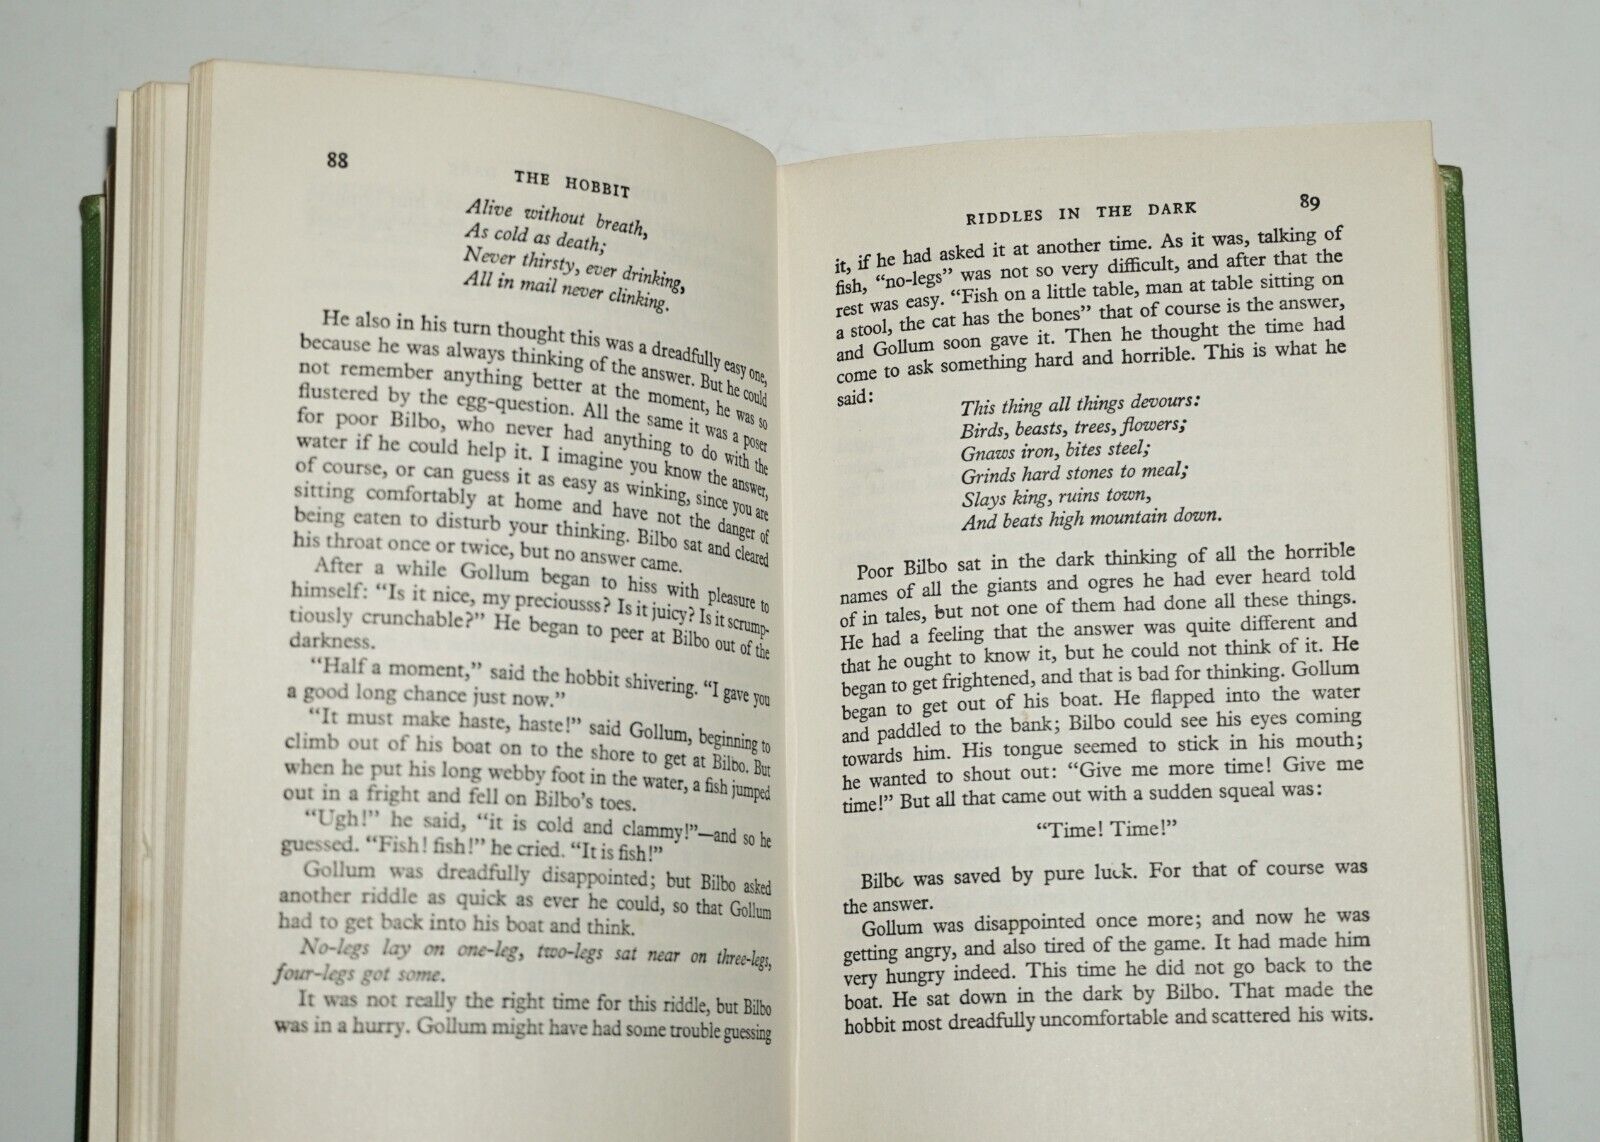 88
THE HOBBIT
Alive without breath,
As cold as death;
Never thirsty, ever drinking,
All in mail never clinking.
He also in his turn thought this was a dreadfully easy one,
because he was always thinking of the answer. But he could
not remember anything better at the moment, he was so
flustered by the egg-question. All the same it was a poser
for poor Bilbo, who never had anything to do with the
water if he could help it. I imagine you know the answer,
of course, or can guess it as easy as winking, since you are
sitting comfortably at home and have not the danger of
being eaten to disturb your thinking. Bilbo sat and cleared
his throat once or twice, but no answer came.
After a while Gollum began to hiss with pleasure to
himself: “Is it nice, my preciousss? Is it juicy? Is it scrump-
tiously crunchable?” He began to peer at Bilbo out of the
darkness.
“Half a moment,” said the hobbit shivering. “I gave you
a good long chance just now.”
“It must make haste, haste!” said Gollum, beginning to
climb out of his boat on to the shore to get at Bilbo. But
when he put his long webby foot in the water, a fish jumped
out in a fright and fell on Bilbo’s toes.
“Ugh!” he said, “it is cold and clammy!”—and so he
guessed. “Fish! fish!” he cried. “It is fish!”
Gollum was dreadfully disappointed; but Bilbo asked
another riddle as quick as ever he could, so that Gollum
had to get back into his boat and think.
No-legs lay on one-leg, two-legs sat near on three-legs,
four-legs got some.
It was not really the right time for this riddle, but Bilbo
was in a hurry. Gollum might have had some trouble guessing
RIDDLES IN THE DARK 89
it, if he had asked it at another time. As it was, talking of
fish, “no-legs” was not so very difficult, and after that the
rest was easy. “Fish on a little table, man at table sitting on
a stool, the cat has the bones” that of course is the answer,
and Gollum soon gave it. Then he thought the time had
come to ask something hard and horrible. This is what he
said:
This thing all things devours:
Birds, beasts, trees, flowers;
Gnaws iron, bites steel;
Grinds hard stones to meal;
Slays king, ruins town,
And beats high mountain down.
Poor Bilbo sat in the dark thinking of all the horrible
names of all the giants and ogres he had ever heard told
of in tales, but not one of them had done all these things.
He had a feeling that the answer was quite different and
that he ought to know it, but he could not think of it. He
began to get frightened, and that is bad for thinking. Gollum
began to get out of his boat. He flapped into the water
and paddled to the bank; Bilbo could see his eyes coming
towards him. His tongue seemed to stick in his mouth;
he wanted to shout out: “Give me more time! Give me
time!” But all that came out with a sudden squeal was:
“Time! Time!”
Bilbo was saved by pure luck. For that of course was
the answer.
Gollum was disappointed once more; and now he was
getting angry, and also tired of the game. It had made him
very hungry indeed. This time he did not go back to the
boat. He sat down in the dark by Bilbo. That made the
hobbit most dreadfully uncomfortable and scattered his wits.